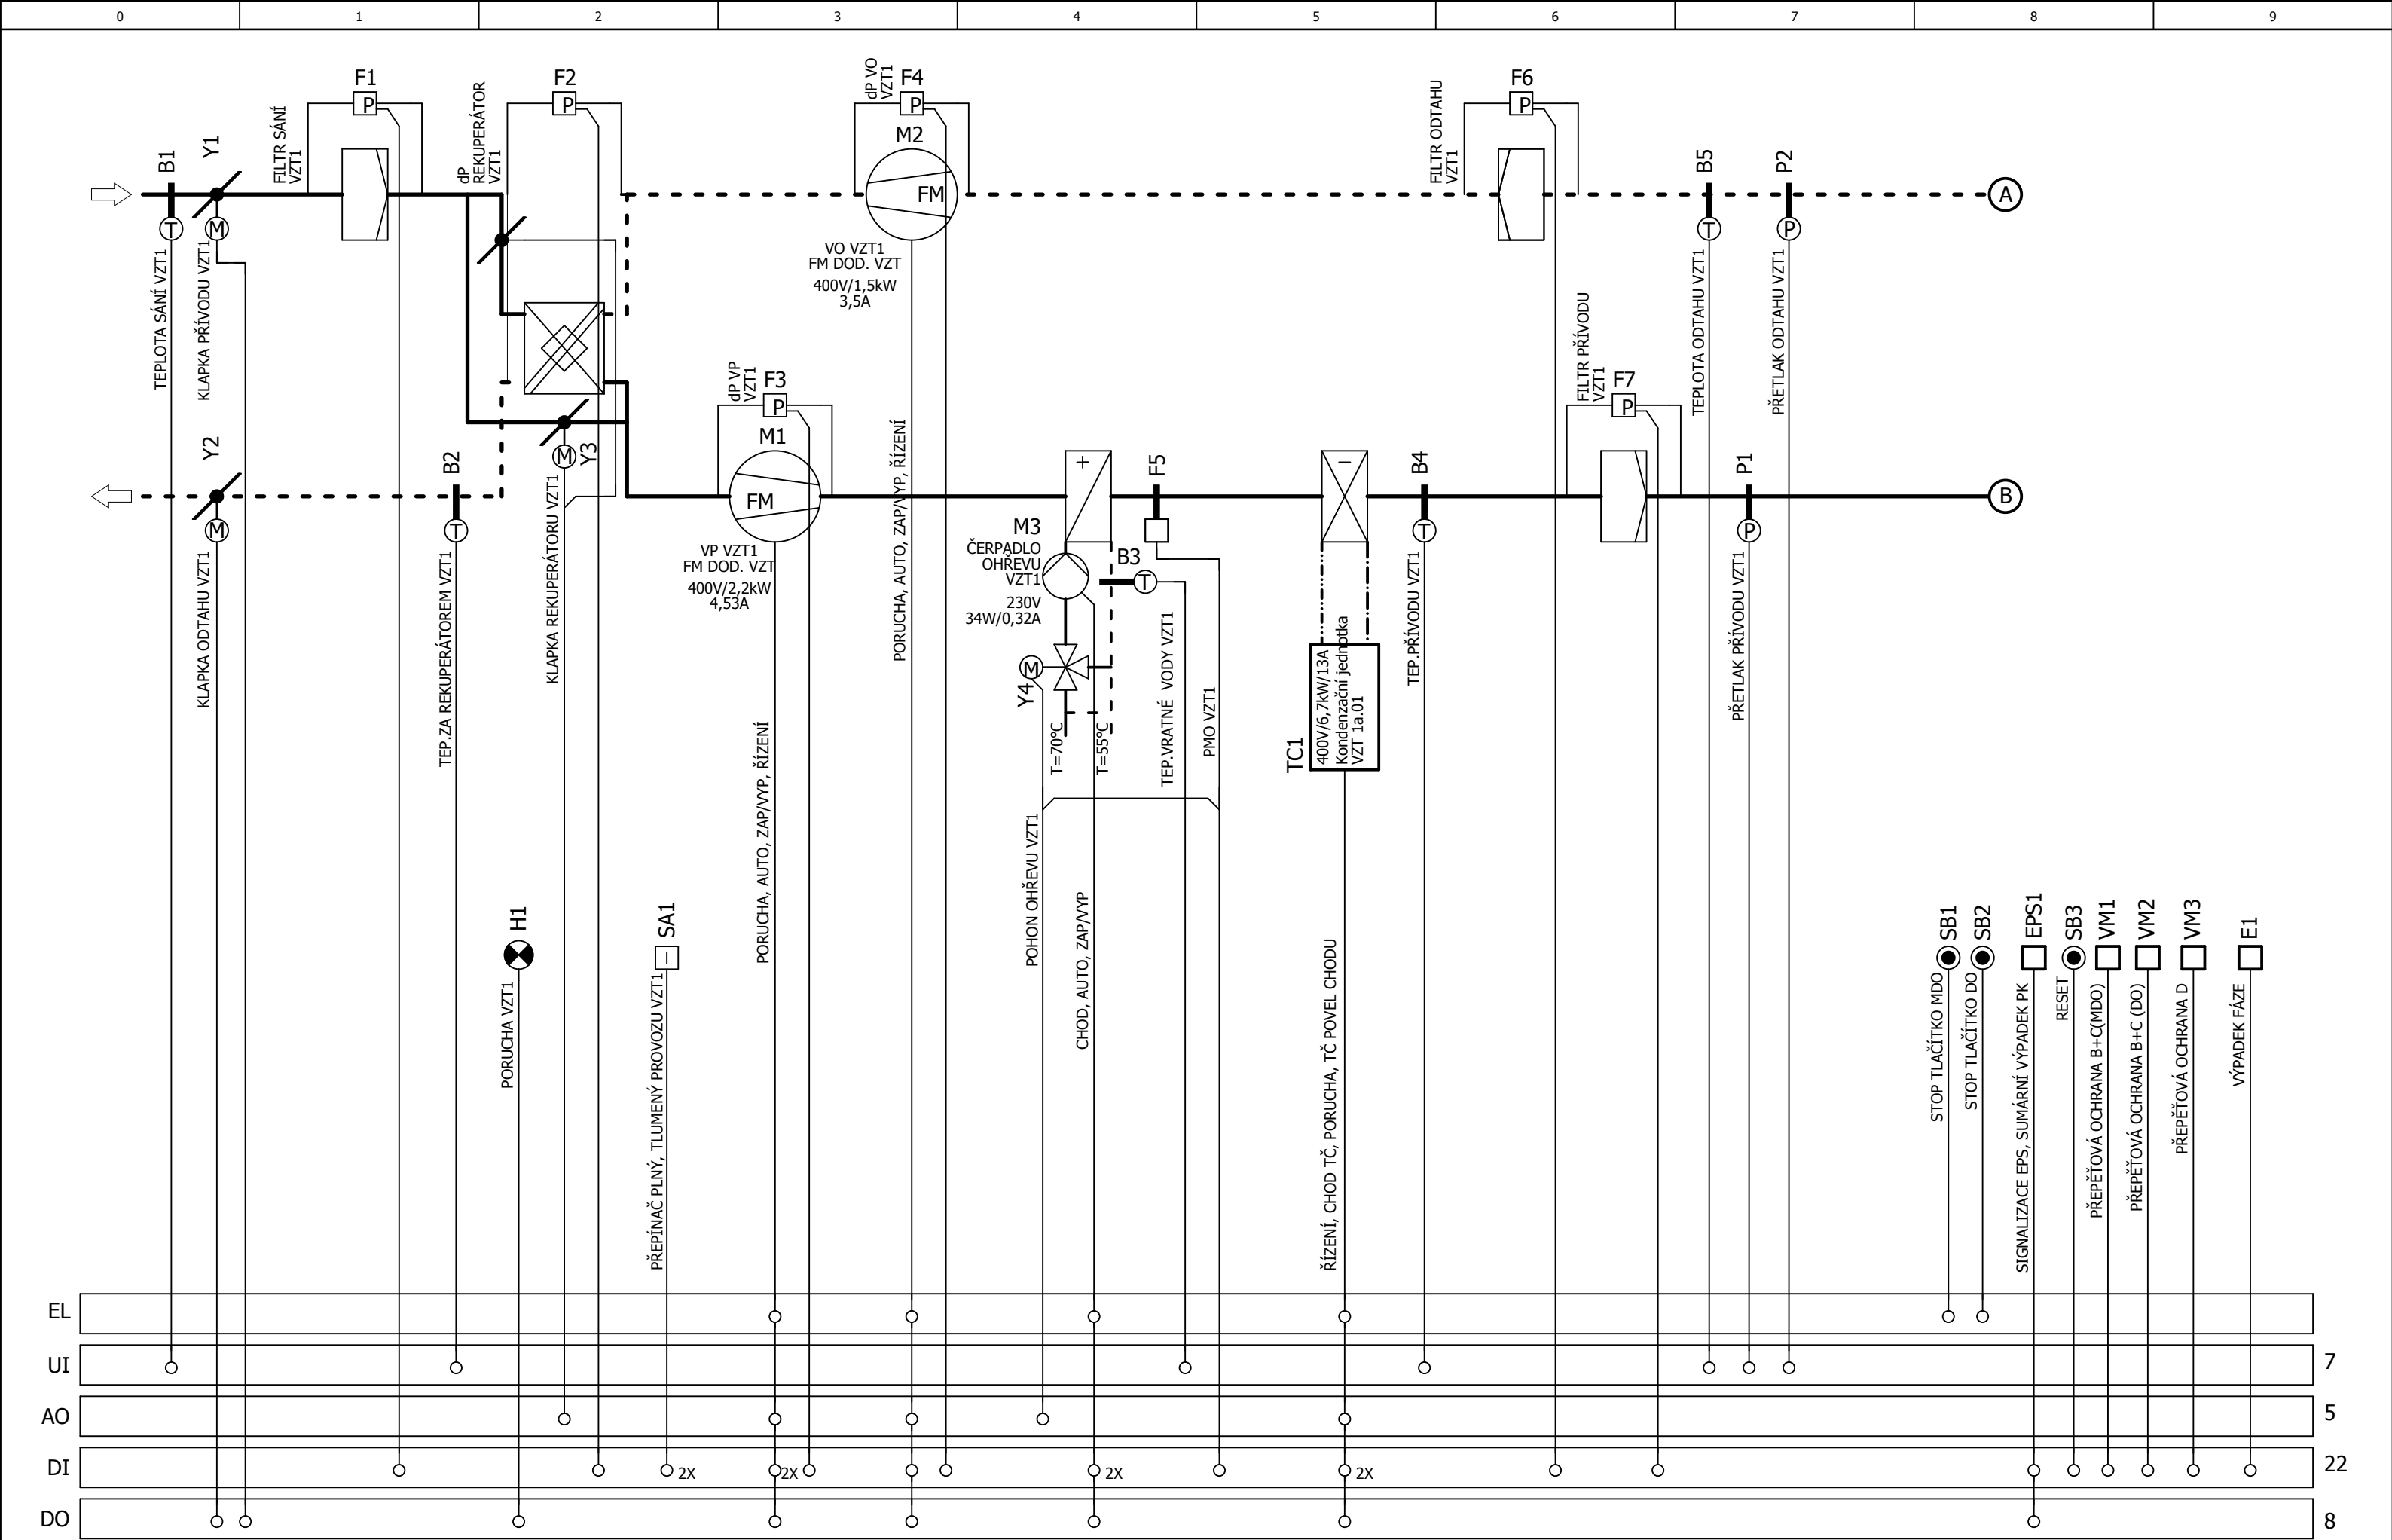 0 1 2 3 4 5 6 7 8 9
F1
P
F2
P
F4
P
F6
P
FILTR SÁNÍ
VZT1
dP
REKUPERÁTOR
VZT1
dP VO
VZT1
FILTR ODTAHU
VZT1
B1
T
TEPLOTA SÁNÍ VZT1
Y1
M
KLAPKA PŘÍVODU VZT1
M2
FM
VO VZT1
FM DOD. VZT
400V/1,5kW
3,5A
B5
T
TEPLOTA ODTAHU VZT1
P2
P
PŘETLAK ODTAHU VZT1
A
Y2
M
KLAPKA ODTAHU VZT1
B2
T
TEP.ZA REKUPERÁTOREM VZT1
Y3
M
KLAPKA REKUPERÁTORU VZT1
dP VP
VZT1
F3
P
M1
FM
VP VZT1
FM DOD. VZT
400V/2,2kW
4,53A
PORUCHA, AUTO, ZAP/VYP, ŘÍZENÍ
PORUCHA, AUTO, ZAP/VYP, ŘÍZENÍ
+
F5
M3
ČERPADLO
OHŘEVU
VZT1
230V
34W/0,32A
B3
T
TEP.VRATNÉ VODY VZT1
PMO VZT1
M
Y4
T=70°C
T=55°C
POHON OHŘEVU VZT1
CHOD, AUTO, ZAP/VYP
−
TC1
400V/6,7kW/13A
Kondenzační jednotka
VZT 1a.01
ŘÍZENÍ, CHOD TČ, PORUCHA, TČ POVEL CHODU
B4
T
TEP.PŘÍVODU VZT1
FILTR PŘÍVODU
VZT1
F7
P
P1
P
PŘETLAK PŘÍVODU VZT1
B
H1
PORUCHA VZT1
SA1
PŘEPÍNAČ PLNÝ, TLUMENÝ PROVOZU VZT1
SB1
STOP TLAČÍTKO MDO
SB2
STOP TLAČÍTKO DO
EPS1
SIGNALIZACE EPS, SUMÁRNÍ VÝPADEK PK
SB3
RESET
VM1
PŘEPĚŤOVÁ OCHRANA B+C(MDO)
VM2
PŘEPĚŤOVÁ OCHRANA B+C (DO)
VM3
PŘEPĚŤOVÁ OCHRANA D
E1
VÝPADEK FÁZE
EL
UI 7
AO 5
DI 2X 2X 2X 2X 22
DO 8